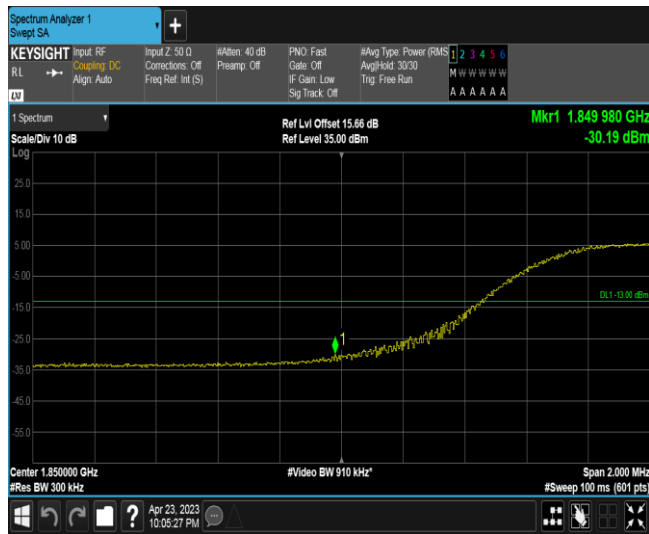 Spectrum Analyzer 1
Swept SA
+
KEYSIGHT
RL
LXI
Input: RF
Coupling: DC
Align: Auto
Input Z: 50 Ω
Corrections: Off
Freq Ref: Int (S)
#Atten: 40 dB
Preamp: Off
PNO: Fast
Gate: Off
IF Gain: Low
Sig Track: Off
#Avg Type: Power (RMS
Avg|Hold: 30/30
Trig: Free Run
1 2 3 4 5 6
M W W W W W
A A A A A A
1 Spectrum
Scale/Div 10 dB
Log
Ref Lvl Offset 15.66 dB
Ref Level 35.00 dBm
Mkr1 1.849 980 GHz
-30.19 dBm
25.0
15.0
5.00
-5.00
-15.0
-25.0
-35.0
-45.0
-55.0
DL1 -13.00 dBm
1
Center 1.850000 GHz
#Res BW 300 kHz
#Video BW 910 kHz*
Span 2.000 MHz
#Sweep 100 ms (601 pts)
?
Apr 23, 2023
10:05:27 PM